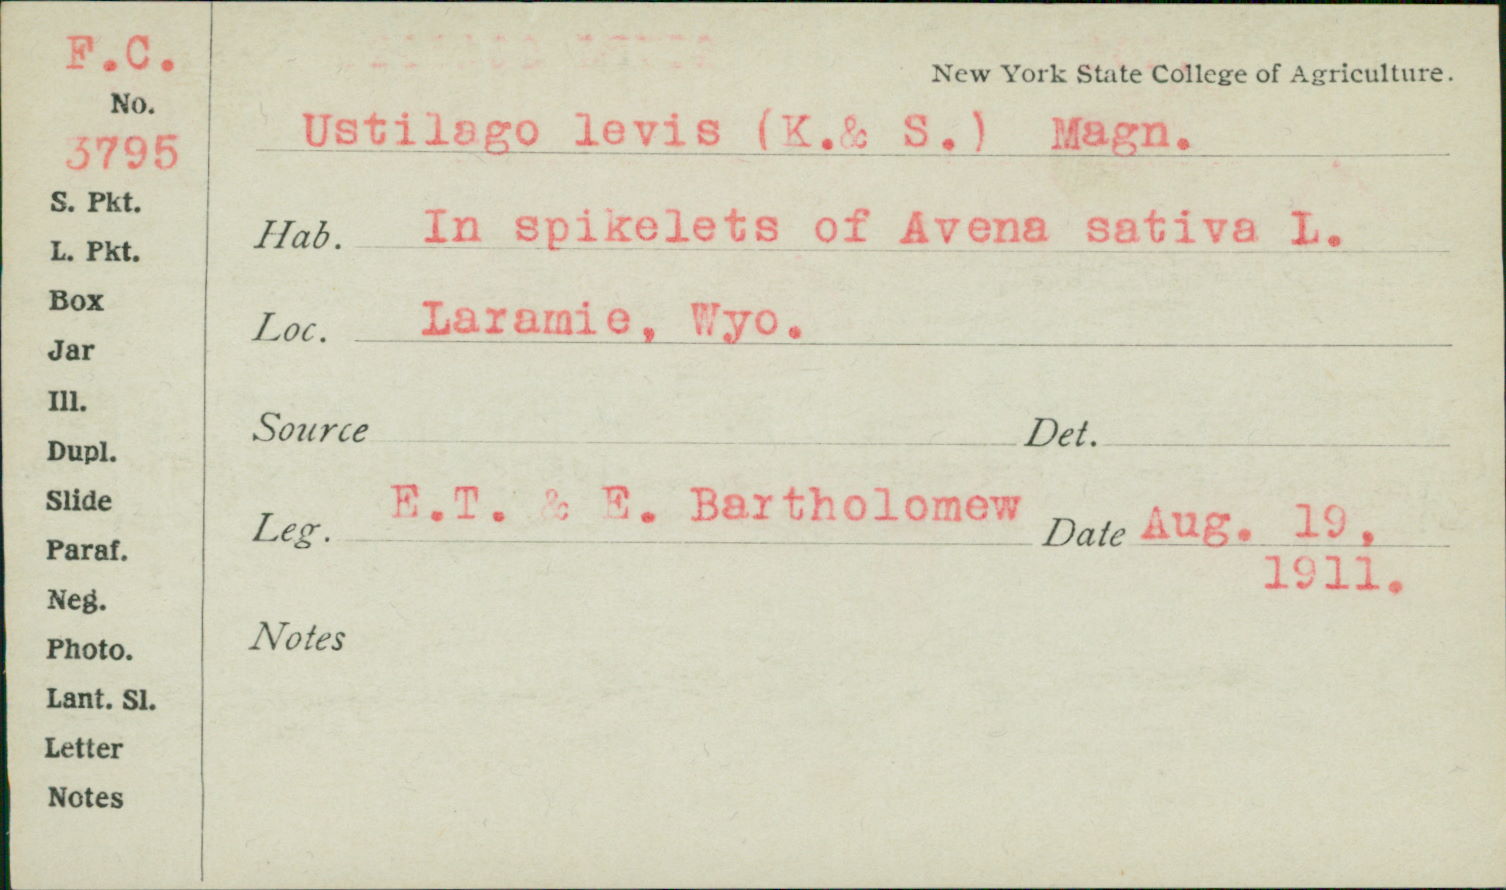 F.C.
No.
3795
S. Pkt.
L. Pkt.
Box
Jar
Ill.
Dupl.
Slide
Paraf.
Neg.
Photo.
Lant. Sl.
Letter
Notes
New York State College of Agriculture.
Ustilago levis (K.& S.) Magn.
Hab. In spikelets of Avena sativa L.
Loc. Laramie, Wyo.
Source Det.
Leg. E.T. & E. Bartholomew Date Aug. 19,
1911.
Notes